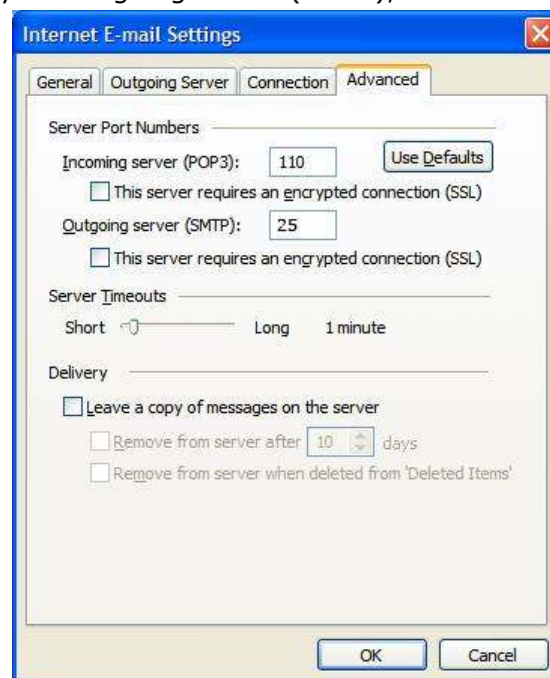 Internet E-mail Settings
General Outgoing Server Connection Advanced
Server Port Numbers
Incoming server (POP3): 110 Use Defaults
This server requires an encrypted connection (SSL)
Outgoing server (SMTP): 25
This server requires an encrypted connection (SSL)
Server Timeouts
Short Long 1 minute
Delivery
Leave a copy of messages on the server
Remove from server after 10 days
Remove from server when deleted from 'Deleted Items'
OK Cancel